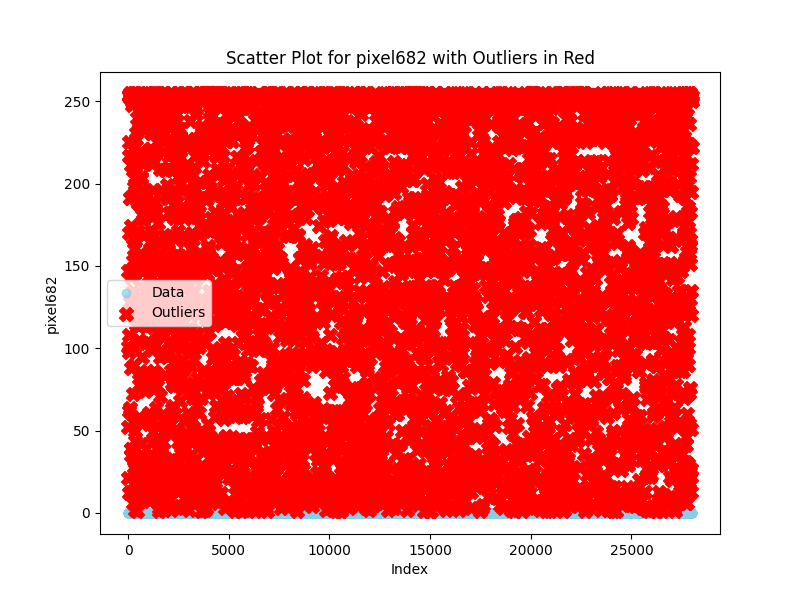 Scatter Plot for pixel682 with Outliers in Red
250
200
150
100
50
0
pixel682
Data
Outliers
0
5000
10000
15000
20000
25000
Index